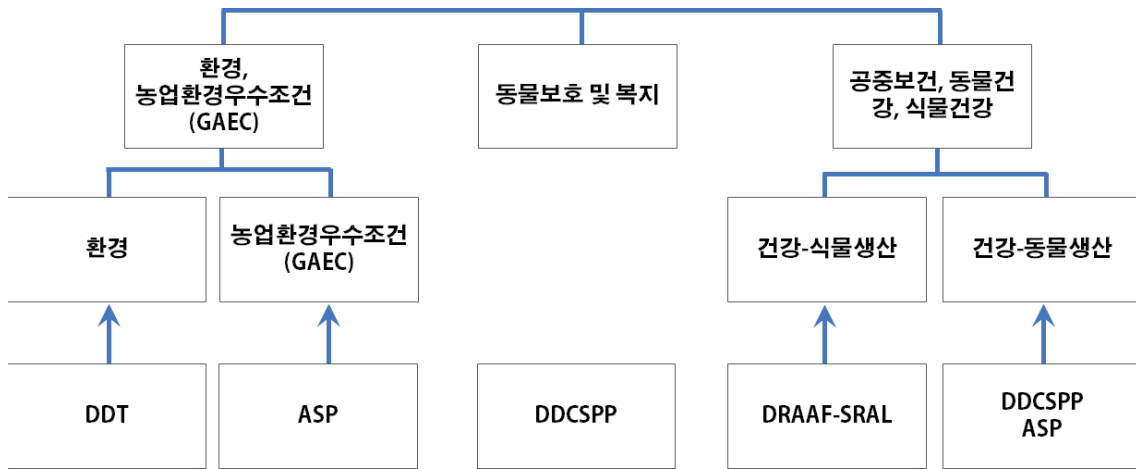 환경,
농업환경우수조건
(GAEC)
동물보호 및 복지
공중보건, 동물건
강, 식물건강
환경
농업환경우수조건
(GAEC)
건강-식물생산
건강-동물생산
DDT
ASP
DDCSPP
DRAAF-SRAL
DDCSPP
ASP